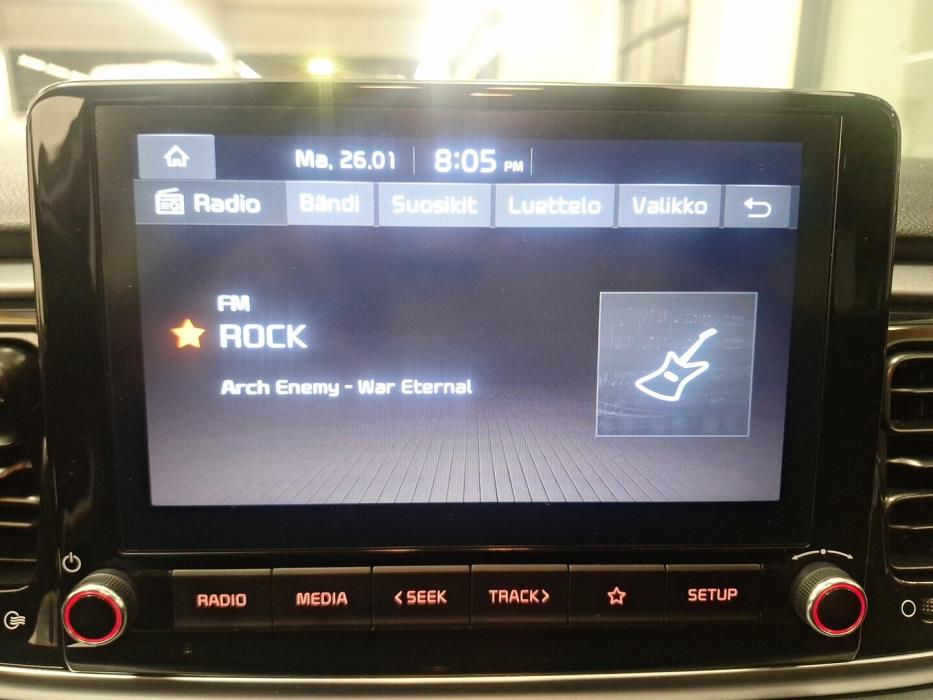 Ma, 26.01 8:05 PM
Radio Bändi Suosikit Luettelo Valikko
FM
ROCK
Arch Enemy - War Eternal
RADIO MEDIA <SEEK TRACK> SETUP